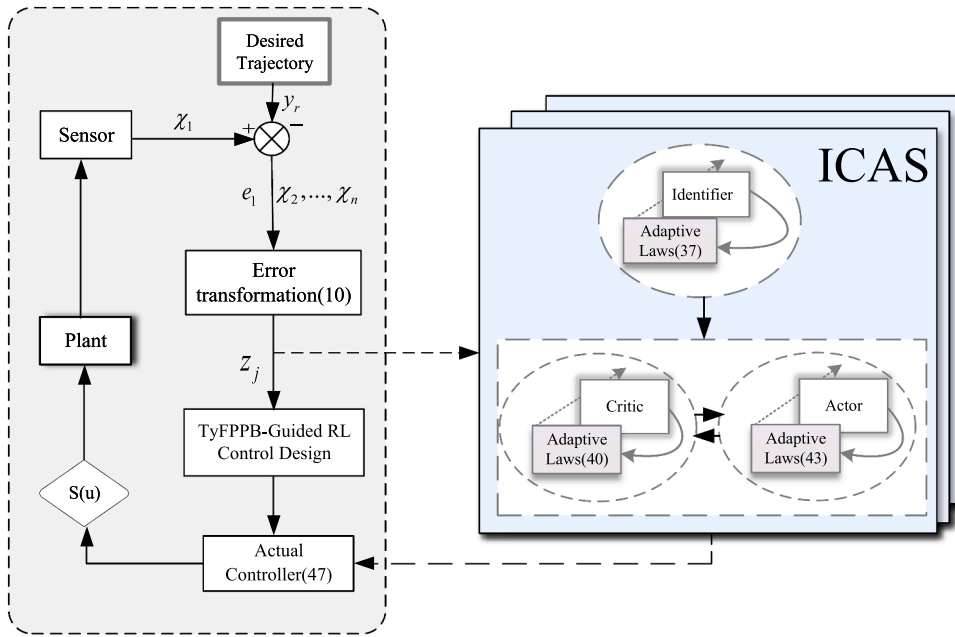 Desired
Trajectory
y_r
+
−
χ_1
Sensor
e_1
χ_2,...,χ_n
Error
transformation(10)
Plant
z_j
TyFPPB-Guided RL
Control Design
S(u)
Actual
Controller(47)
ICAS
Identifier
Adaptive
Laws(37)
Critic
Adaptive
Laws(40)
Actor
Adaptive
Laws(43)